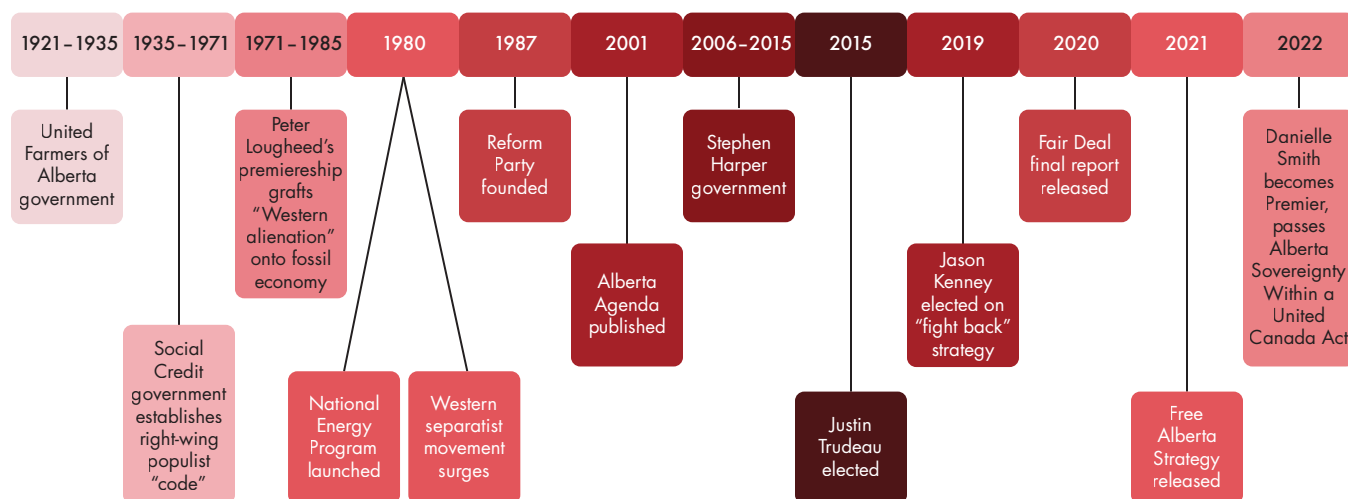 1921–1935
1935–1971
1971–1985
1980
1987
2001
2006–2015
2015
2019
2020
2021
2022
United
Farmers of
Alberta
government
Social
Credit
government
establishes
right-wing
populist
“code”
Peter
Lougheed’s
premiereship
grafts
“Western
alienation”
onto fossil
economy
National
Energy
Program
launched
Western
separatist
movement
surges
Reform
Party
founded
Alberta
Agenda
published
Stephen
Harper
government
Justin
Trudeau
elected
Jason
Kenney
elected on
“fight back”
strategy
Fair Deal
final report
released
Free
Alberta
Strategy
released
Danielle
Smith
becomes
Premier,
passes
Alberta
Sovereignty
Within a
United
Canada Act